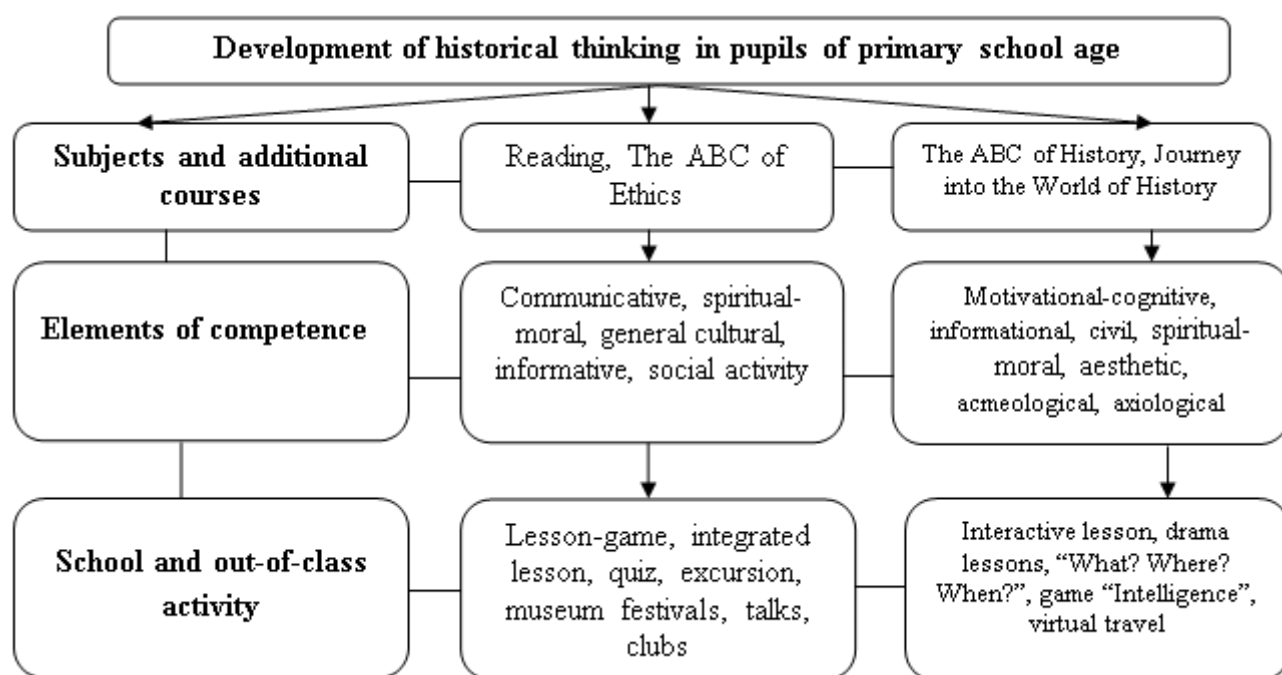 Development of historical thinking in pupils of primary school age
Subjects and additional
courses
Reading, The ABC of
Ethics
The ABC of History, Journey
into the World of History
Elements of competence
Communicative, spiritual-
moral, general cultural,
informative, social activity
Motivational-cognitive,
informational, civil, spiritual-
moral, aesthetic,
acmeological, axiological
School and out-of-class
activity
Lesson-game, integrated
lesson, quiz, excursion,
museum festivals, talks,
clubs
Interactive lesson, drama
lessons, “What? Where?
When?”, game “Intelligence”,
virtual travel